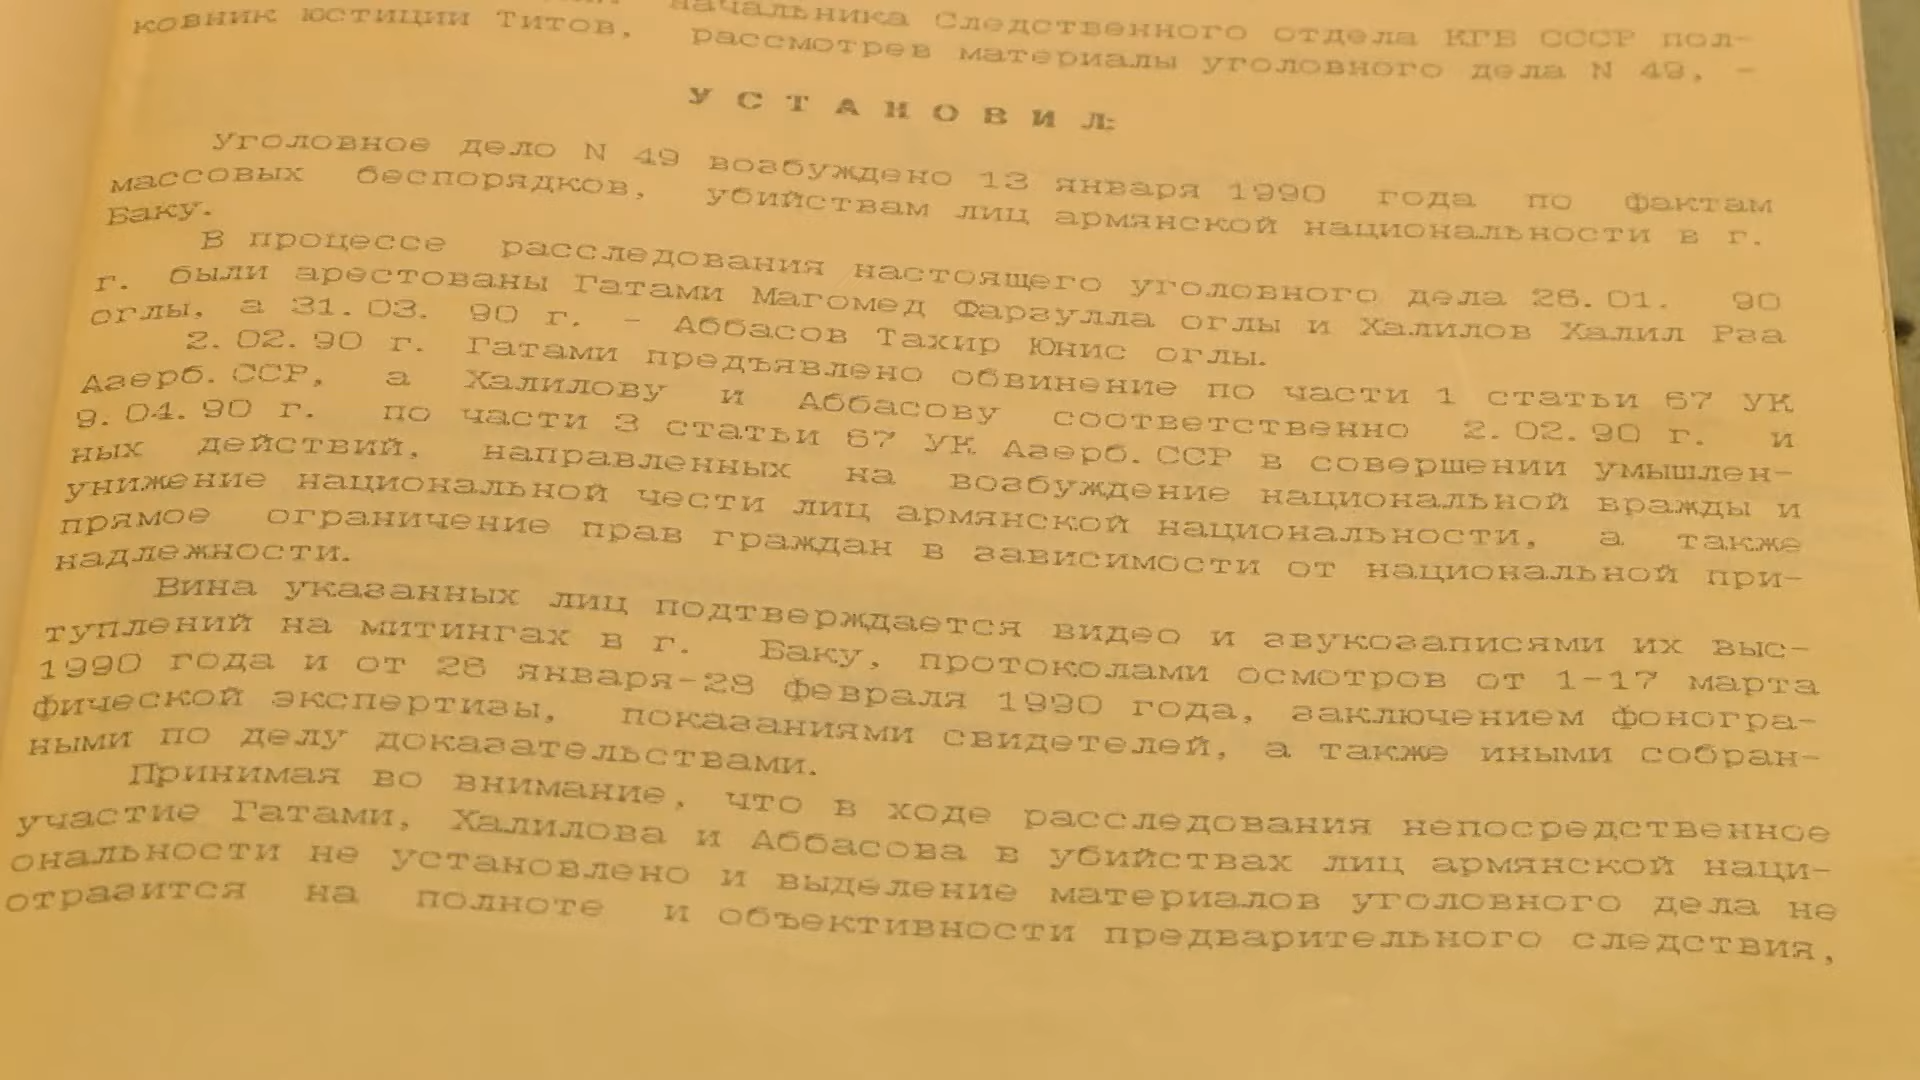 начальника Следственного отдела КГБ СССР пол-
ковник юстиции Титов, рассмотрев материалы уголовного дела N 49, -
У С Т А Н О В И Л:
Уголовное дело N 49 возбуждено 13 января 1990 года по фактам
массовых беспорядков, убийствам лиц армянской национальности в г.
Баку.
В процессе расследования настоящего уголовного дела 26.01. 90
г. были арестованы Гатами Магомед Фарзулла оглы и Халилов Халил Рза
оглы, а 31.03. 90 г. - Аббасов Тахир Юнис оглы.
2.02.90 г. Гатами предъявлено обвинение по части 1 статьи 67 УК
Азерб.ССР, а Халилову и Аббасову соответственно 2.02.90 г. и
9.04.90 г. по части 3 статьи 67 УК Азерб.ССР в совершении умышлен-
ных действий, направленных на возбуждение национальной вражды и
унижение национальной чести лиц армянской национальности, а также
прямое ограничение прав граждан в зависимости от национальной при-
надлежности.
Вина указанных лиц подтверждается видео и звукозаписями их выс-
туплений на митингах в г. Баку, протоколами осмотров от 1-17 марта
1990 года и от 26 января-28 февраля 1990 года, заключением фоногра-
фической экспертизы, показаниями свидетелей, а также иными собран-
ными по делу доказательствами.
Принимая во внимание, что в ходе расследования непосредственное
участие Гатами, Халилова и Аббасова в убийствах лиц армянской наци-
ональности не установлено и выделение материалов уголовного дела не
отразится на полноте и объективности предварительного следствия,